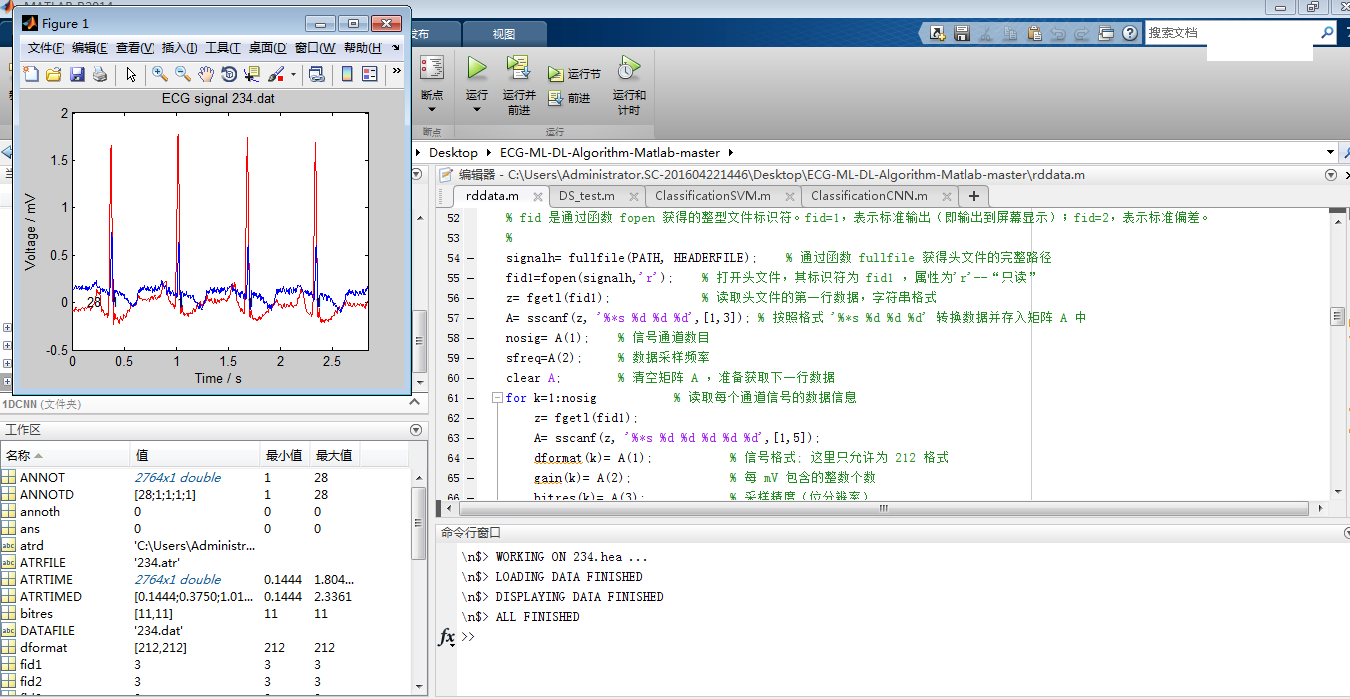 MATLAB R2014
Figure 1
文件(F 编辑(E 查看(V) 插入(I) 工具(T 桌面(D 窗口(W 帮助(H
ECG signal 234.dat
2
1.5
1
0.5
0
-0.5
Voltage / mV
28
0 0.5 1 1.5 2 2.5
Time / s
发布 视图
搜索文档
断点 运行 运行并前进 运行节 前进 运行和计时
断点 运行
Desktop ECG-ML-DL-Algorithm-Matlab-master
编辑器 - C:\Users\Administrator.SC-201604221446\Desktop\ECG-ML-DL-Algorithm-Matlab-master\rddata.m
rddata.m DS_test.m ClassificationSVM.m ClassificationCNN.m +
52 % fid 是通过函数 fopen 获得的整型文件标识符。fid=1，表示标准输出（即输出到屏幕显示）；fid=2，表示标准偏差。
53 %
54 – signalh= fullfile(PATH, HEADERFILE); % 通过函数 fullfile 获得头文件的完整路径
55 – fid1=fopen(signalh,'r'); % 打开头文件，其标识符为 fid1 ，属性为'r'--“只读”
56 – z= fgetl(fid1); % 读取头文件的第一行数据，字符串格式
57 – A= sscanf(z, '%*s %d %d %d',[1,3]); % 按照格式 '%*s %d %d %d' 转换数据并存入矩阵 A 中
58 – nosig= A(1); % 信号通道数目
59 – sfreq=A(2); % 数据采样频率
60 – clear A; % 清空矩阵 A ，准备获取下一行数据
61 – for k=1:nosig % 读取每个通道信号的数据信息
62 – z= fgetl(fid1);
63 – A= sscanf(z, '%*s %d %d %d %d %d',[1,5]);
64 – dformat(k)= A(1); % 信号格式; 这里只允许为 212 格式
65 – gain(k)= A(2); % 每 mV 包含的整数个数
66 – bitres(k)= A(3); % 采样精度（位分辨率）
1DCNN (文件夹)
工作区
名称 值 最小值 最大值
ANNOT 2764x1 double 1 28
ANNOTD [28;1;1;1;1] 1 28
annoth 0 0 0
ans 0 0 0
atrd 'C:\Users\Administr...
ATRFILE '234.atr'
ATRTIME 2764x1 double 0.1444 1.804...
ATRTIMED [0.1444;0.3750;1.01... 0.1444 2.3361
bitres [11,11] 11 11
DATAFILE '234.dat'
dformat [212,212] 212 212
fid1 3 3 3
fid2 3 3 3
命令行窗口
\n$> WORKING ON 234.hea ...
\n$> LOADING DATA FINISHED
\n$> DISPLAYING DATA FINISHED
\n$> ALL FINISHED
fx >>